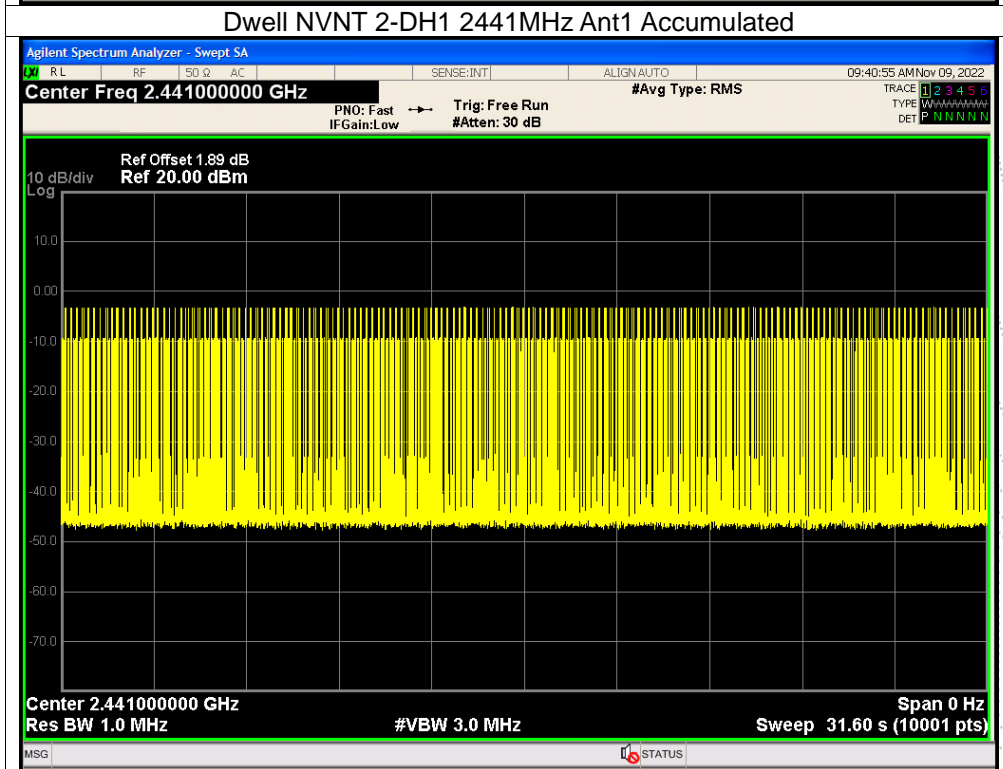 Dwell NVNT 2-DH1 2441MHz Ant1 Accumulated
Agilent Spectrum Analyzer - Swept SA
LXI RL RF 50 Ω AC SENSE:INT ALIGN AUTO 09:40:55 AM Nov 09, 2022
Center Freq 2.441000000 GHz #Avg Type: RMS TRACE 1 2 3 4 5 6
PNO: Fast Trig: Free Run TYPE WWWWWW
IFGain:Low #Atten: 30 dB DET P N N N N N
Ref Offset 1.89 dB
10 dB/div Ref 20.00 dBm
Log
10.0
0.00
-10.0
-20.0
-30.0
-40.0
-50.0
-60.0
-70.0
Center 2.441000000 GHz Span 0 Hz
Res BW 1.0 MHz #VBW 3.0 MHz Sweep 31.60 s (10001 pts)
MSG STATUS